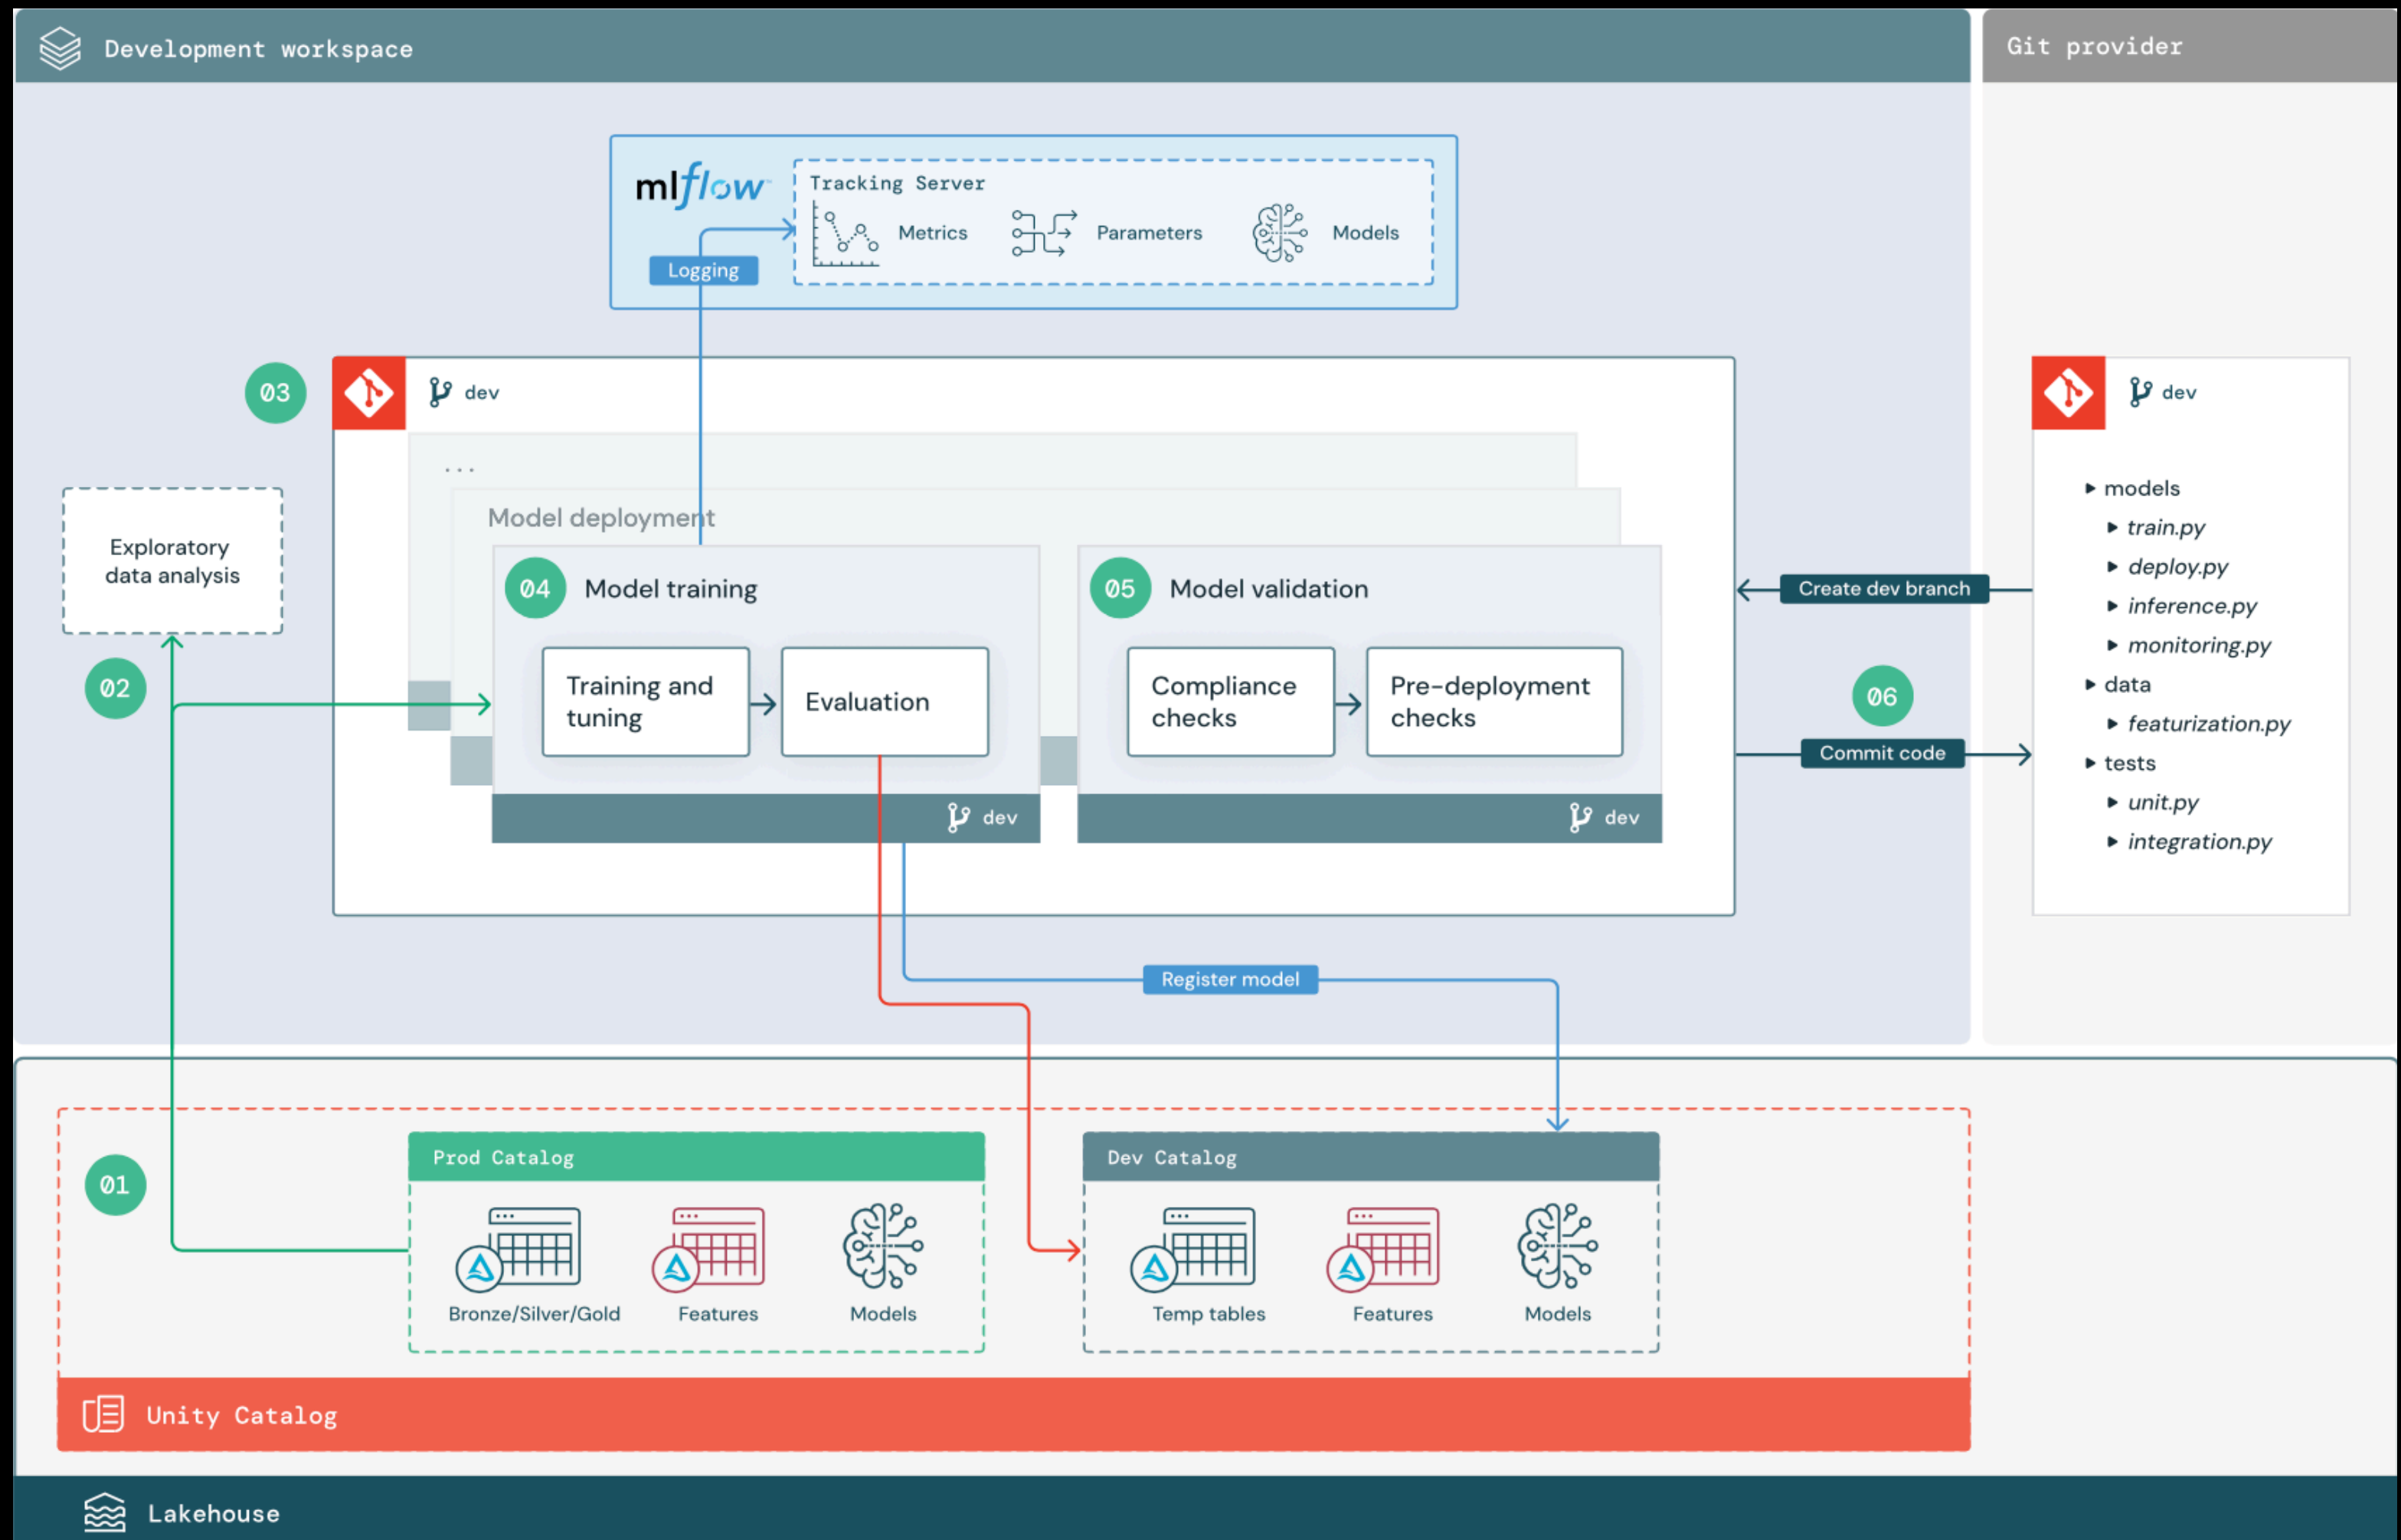 Development workspace
Git provider
mlflow™
Tracking Server
Metrics
Parameters
Models
Logging
03
dev
...
Model deployment
Exploratory
data analysis
02
04
Model training
Training and
tuning
Evaluation
dev
05
Model validation
Compliance
checks
Pre-deployment
checks
dev
Create dev branch
06
Commit code
dev
models
train.py
deploy.py
inference.py
monitoring.py
data
featurization.py
tests
unit.py
integration.py
Register model
01
Prod Catalog
Bronze/Silver/Gold
Features
Models
Dev Catalog
Temp tables
Features
Models
Unity Catalog
Lakehouse